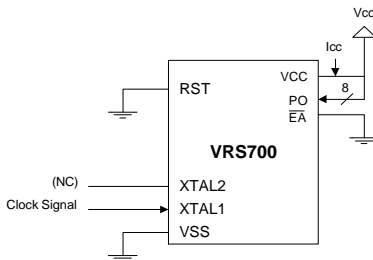 Vcc
Icc
VCC
8
RST
PO
EA
VRS700
(NC)
XTAL2
Clock Signal
XTAL1
VSS